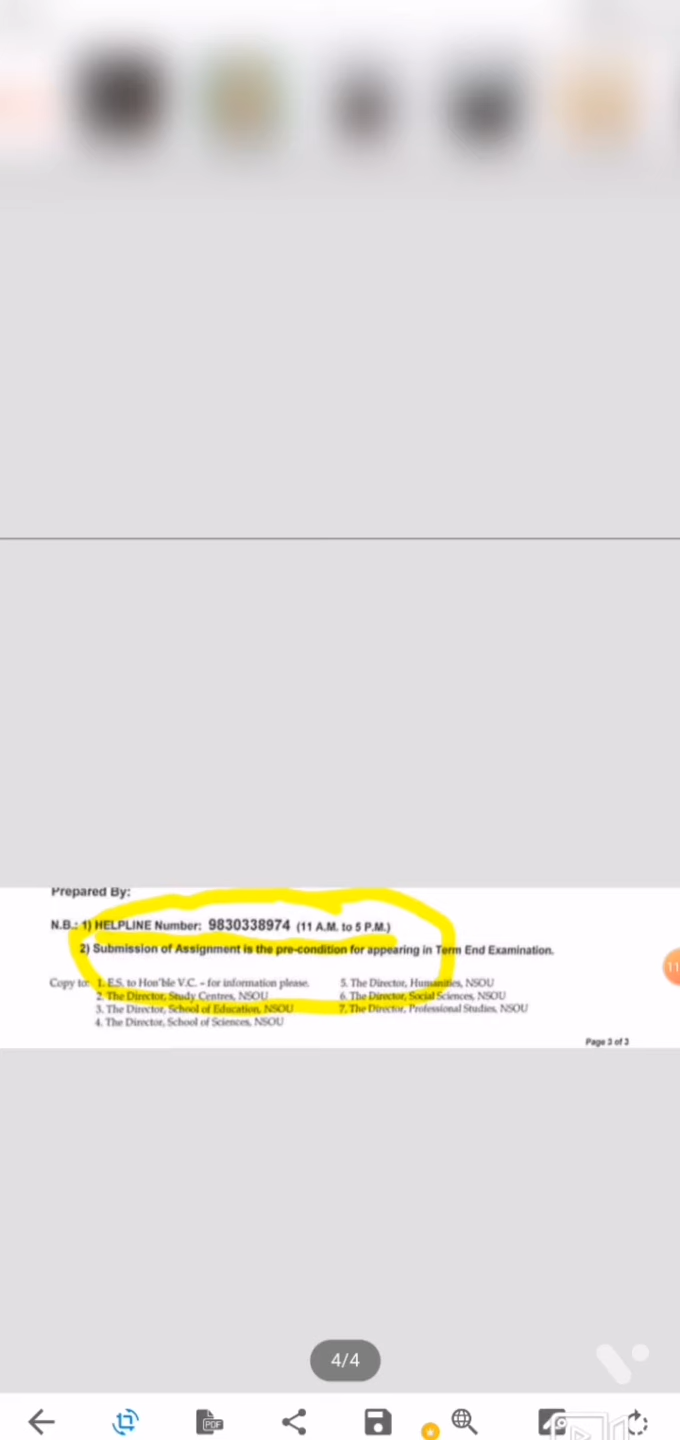 Prepared By:
N.B.: 1) HELPLINE Number: 9830338974 (11 A.M. to 5 P.M.)
2) Submission of Assignment is the pre-condition for appearing in Term End Examination.
Copy to: 1. E.S. to Hon'ble V.C. – for information please.
2. The Director, Study Centres, NSOU
3. The Director, School of Education, NSOU
4. The Director, School of Sciences, NSOU
5. The Director, Humanities, NSOU
6. The Director, Social Sciences, NSOU
7. The Director, Professional Studies, NSOU
Page 3 of 3
11
4/4
PDF